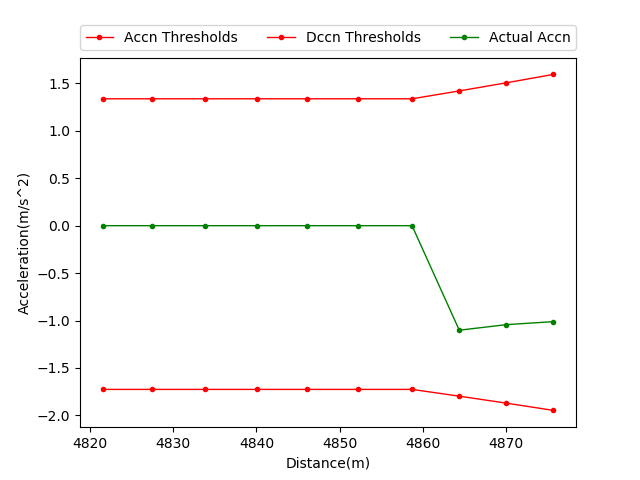 Accn Thresholds Dccn Thresholds Actual Accn
1.5
1.0
0.5
0.0
−0.5
−1.0
−1.5
−2.0
Acceleration(m/s^2)
4820 4830 4840 4850 4860 4870
Distance(m)